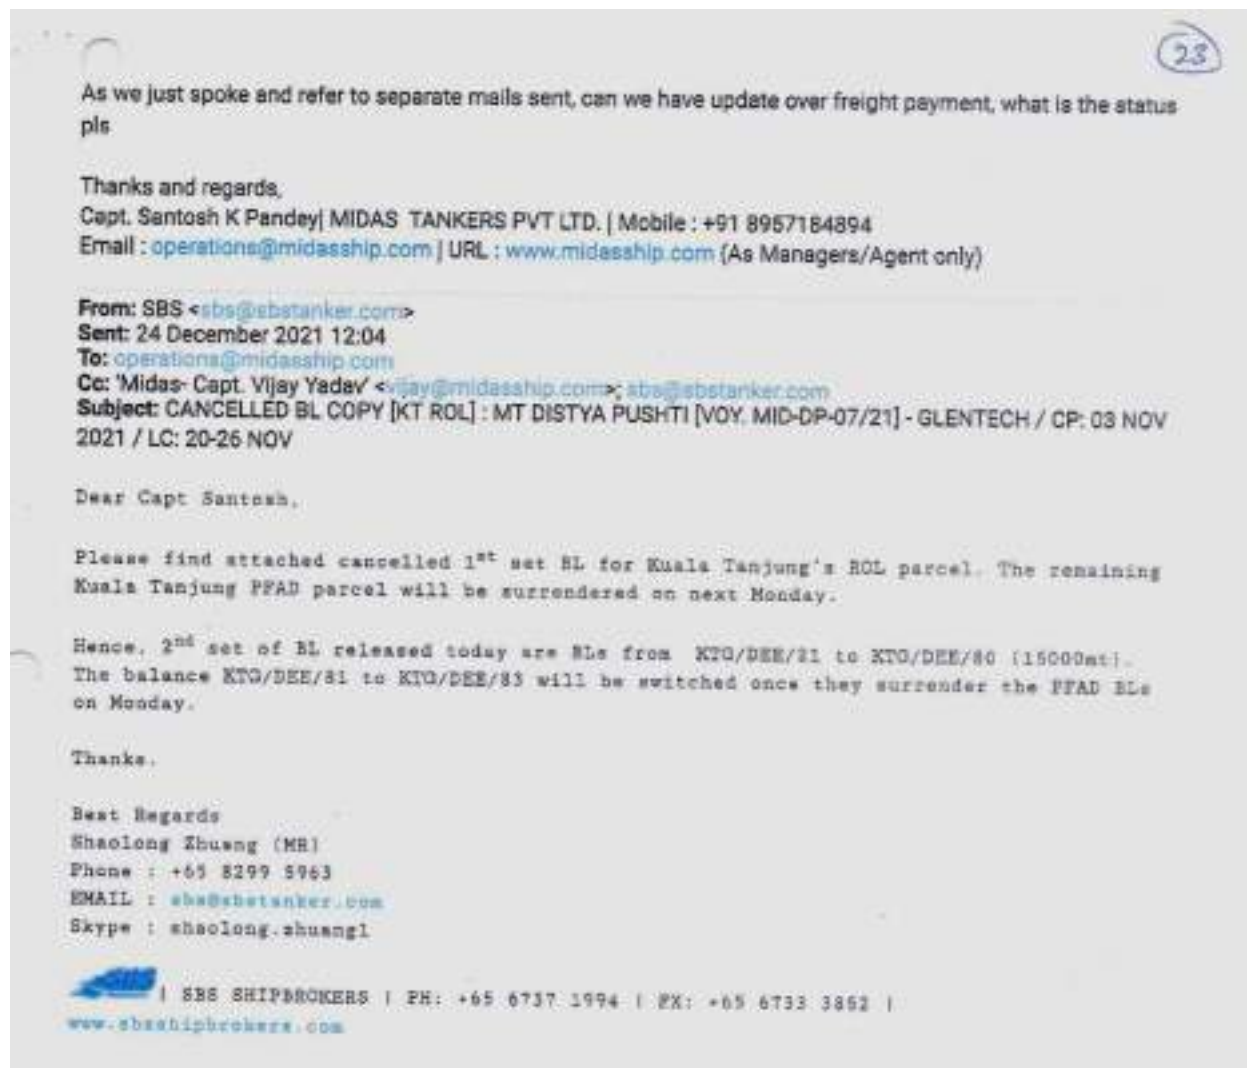 23
As we just spoke and refer to separate mails sent, can we have update over freight payment, what is the status
pls
Thanks and regards,
Capt. Santosh K Pandey| MIDAS TANKERS PVT LTD. | Mobile : +91 8957184894
Email : operations@midasship.com | URL : www.midasship.com (As Managers/Agent only)
From: SBS <sbs@sbstanker.com>
Sent: 24 December 2021 12:04
To: operations@midasship.com
Cc: 'Midas- Capt. Vijay Yadav' <vijay@midasship.com>; sbs@sbstanker.com
Subject: CANCELLED BL COPY [KT ROL] : MT DISTYA PUSHTI [VOY. MID-DP-07/21] - GLENTECH / CP: 03 NOV
2021 / LC: 20-26 NOV
Dear Capt Santosh,
Please find attached cancelled 1st set BL for Kuala Tanjung's ROL parcel. The remaining
Kuala Tanjung PFAD parcel will be surrendered on next Monday.
Hence, 2nd set of BL released today are BLs from KTG/DEE/21 to KTG/DEE/80 (15000mt).
The balance KTG/DEE/81 to KTG/DEE/83 will be switched once they surrender the PFAD BLs
on Monday.
Thanks.
Best Regards
Shaolong Zhuang (MR)
Phone : +65 8299 5963
EMAIL : sbs@sbstanker.com
Skype : shaolong.zhuang1
SBS | SBS SHIPBROKERS | PH: +65 6737 1994 | FX: +65 6733 3852 |
www.sbsshipbrokers.com